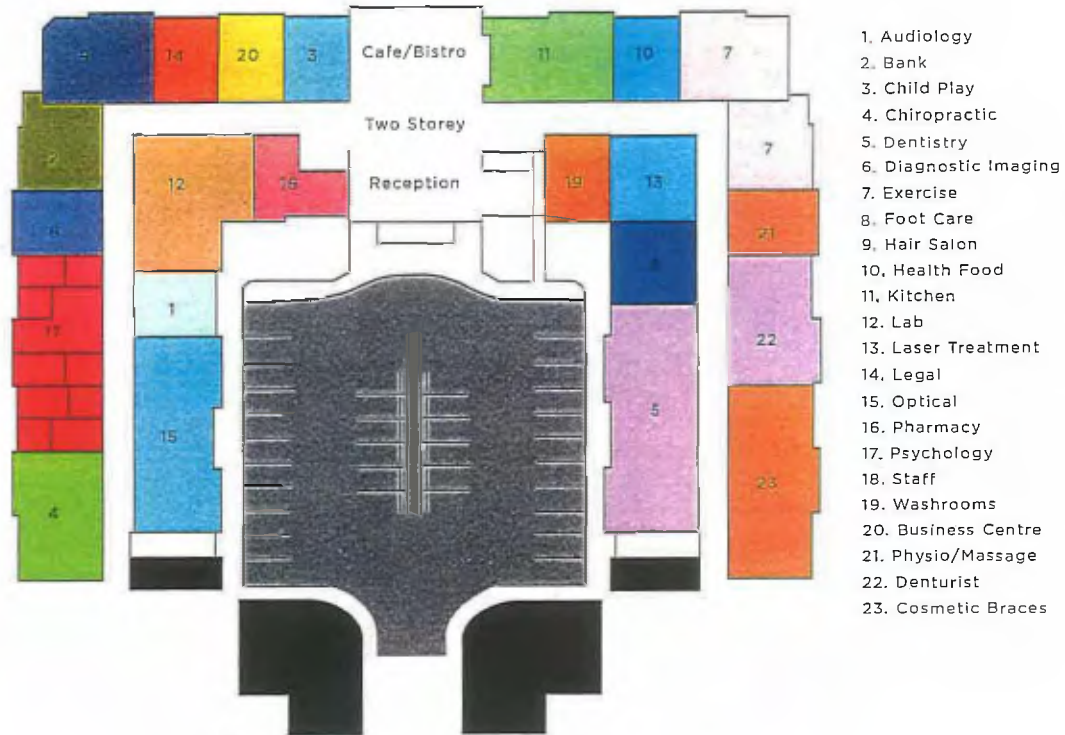 14
20
3
Cafe/Bistro
11
10
7
Two Storey
2
12
Reception
19
13
7
21
17
1
22
15
5
23
4
1. Audiology
2. Bank
3. Child Play
4. Chiropractic
5. Dentistry
6. Diagnostic Imaging
7. Exercise
8. Foot Care
9. Hair Salon
10. Health Food
11. Kitchen
12. Lab
13. Laser Treatment
14. Legal
15. Optical
16. Pharmacy
17. Psychology
18. Staff
19. Washrooms
20. Business Centre
21. Physio/Massage
22. Denturist
23. Cosmetic Braces